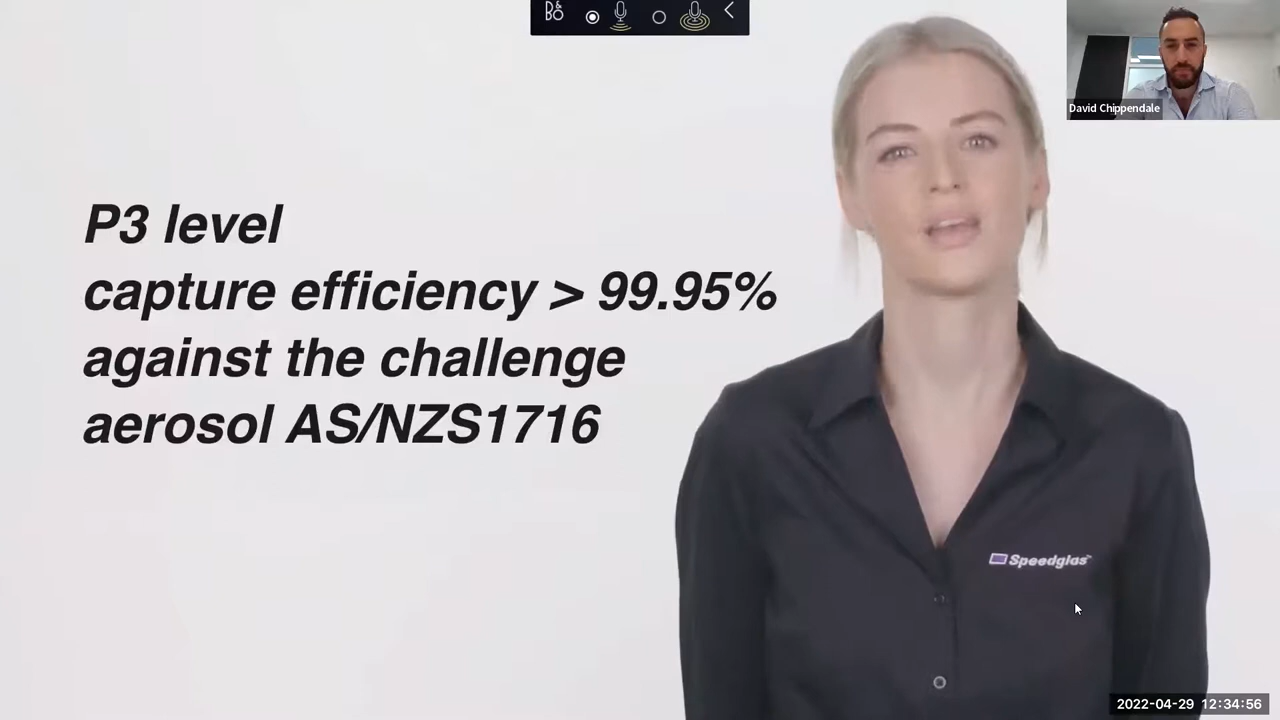 B&O
David Chippendale
P3 level
capture efficiency > 99.95%
against the challenge
aerosol AS/NZS1716
Speedglas™
2022-04-29 12:34:56